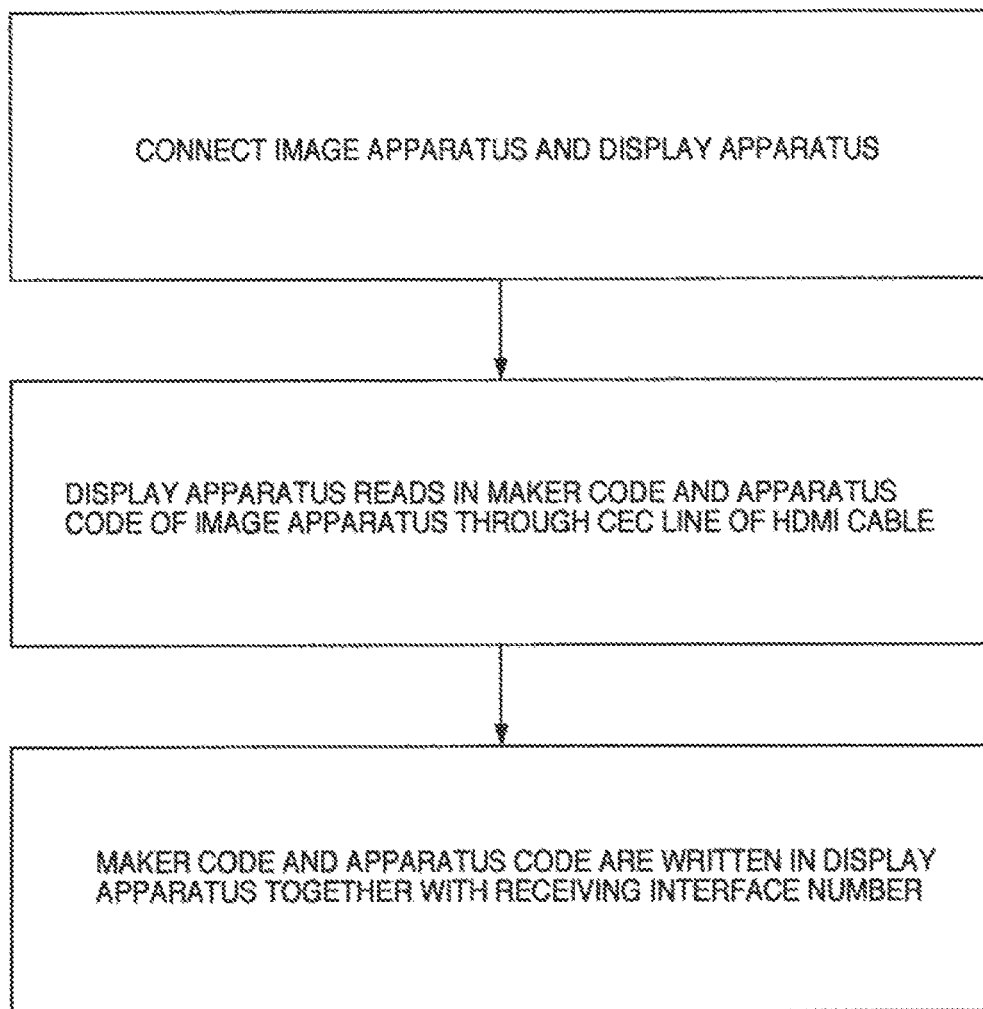 CONNECT IMAGE APPARATUS AND DISPLAY APPARATUS
DISPLAY APPARATUS READS IN MAKER CODE AND APPARATUS
CODE OF IMAGE APPARATUS THROUGH CEC LINE OF HDMI CABLE
MAKER CODE AND APPARATUS CODE ARE WRITTEN IN DISPLAY
APPARATUS TOGETHER WITH RECEIVING INTERFACE NUMBER